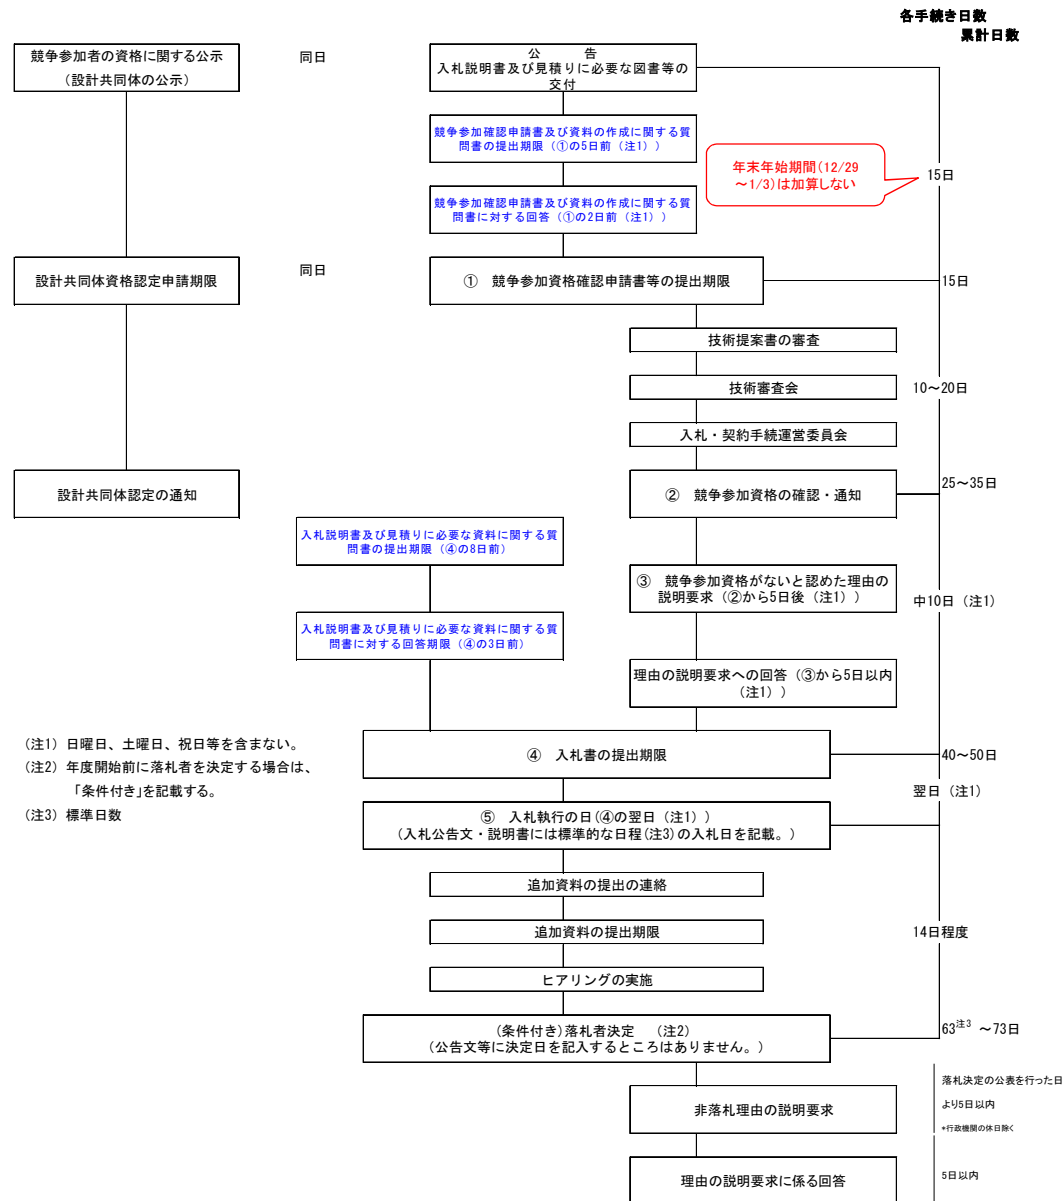 各手続き日数
累計日数
競争参加者の資格に関する公示
（設計共同体の公示）
同日
公　　　告
入札説明書及び見積りに必要な図書等の
交付
競争参加確認申請書及び資料の作成に関する質
問書の提出期限（①の5日前（注1））
年末年始期間(12/29
～1/3)は加算しない
15日
競争参加確認申請書及び資料の作成に関する質
問書に対する回答（①の2日前（注1））
設計共同体資格認定申請期限
同日
①　競争参加資格確認申請書等の提出期限
15日
技術提案書の審査
技術審査会
10～20日
入札・契約手続運営委員会
設計共同体認定の通知
②　競争参加資格の確認・通知
25～35日
入札説明書及び見積りに必要な資料に関する質
問書の提出期限（④の8日前）
③　競争参加資格がないと認めた理由の
説明要求（②から5日後（注1））
中10日（注1）
入札説明書及び見積りに必要な資料に関する質
問書に対する回答期限（④の3日前）
理由の説明要求への回答（③から5日以内
（注1））
（注1）日曜日、土曜日、祝日等を含まない。
（注2）年度開始前に落札者を決定する場合は、
「条件付き」を記載する。
（注3）標準日数
④　入札書の提出期限
40～50日
翌日（注1）
⑤　入札執行の日(④の翌日（注1））
(入札公告文・説明書には標準的な日程(注3)の入札日を記載。)
追加資料の提出の連絡
追加資料の提出期限
14日程度
ヒアリングの実施
(条件付き)落札者決定　（注2）
(公告文等に決定日を記入するところはありません。)
63注3 ～73日
落札決定の公表を行った日
より5日以内
*行政機関の休日除く
非落札理由の説明要求
理由の説明要求に係る回答
5日以内